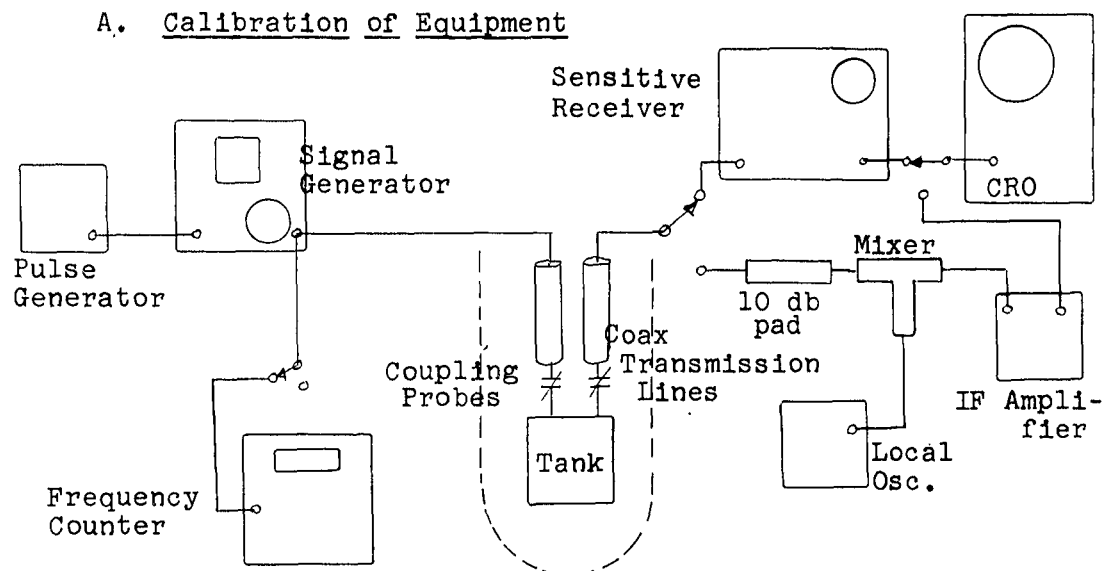 A. Calibration of Equipment
Sensitive
Receiver
Signal
Generator
CRO
Pulse
Generator
Mixer
10 db
pad
Coax
Transmission
Lines
Coupling
Probes
IF Ampli-
fier
Tank
Local
Osc.
Frequency
Counter